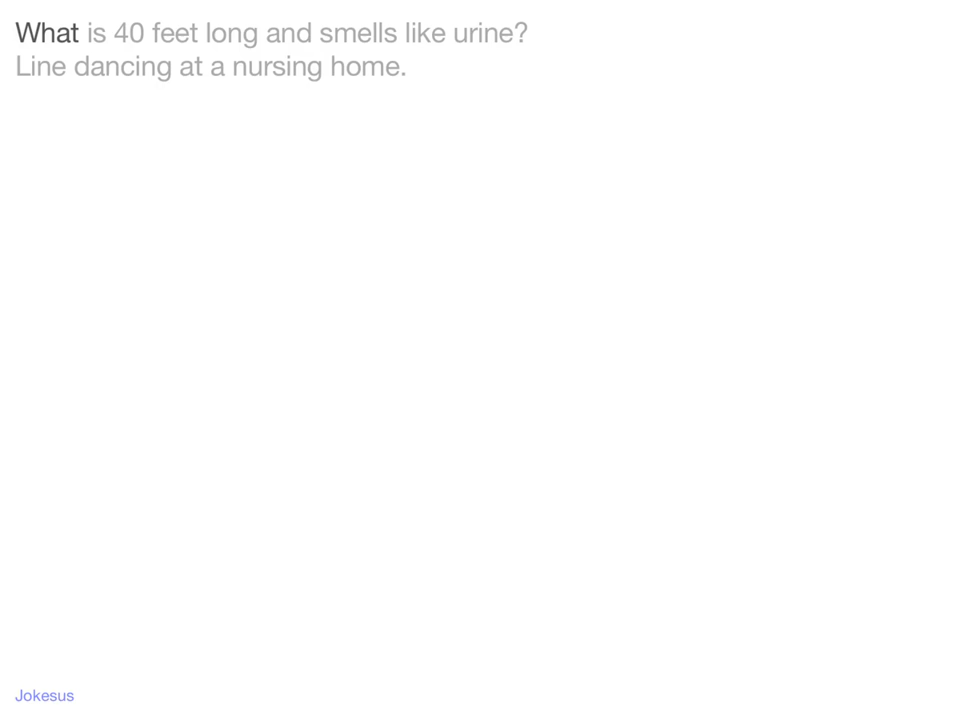 What is 40 feet long and smells like urine?
Line dancing at a nursing home.
Jokesus